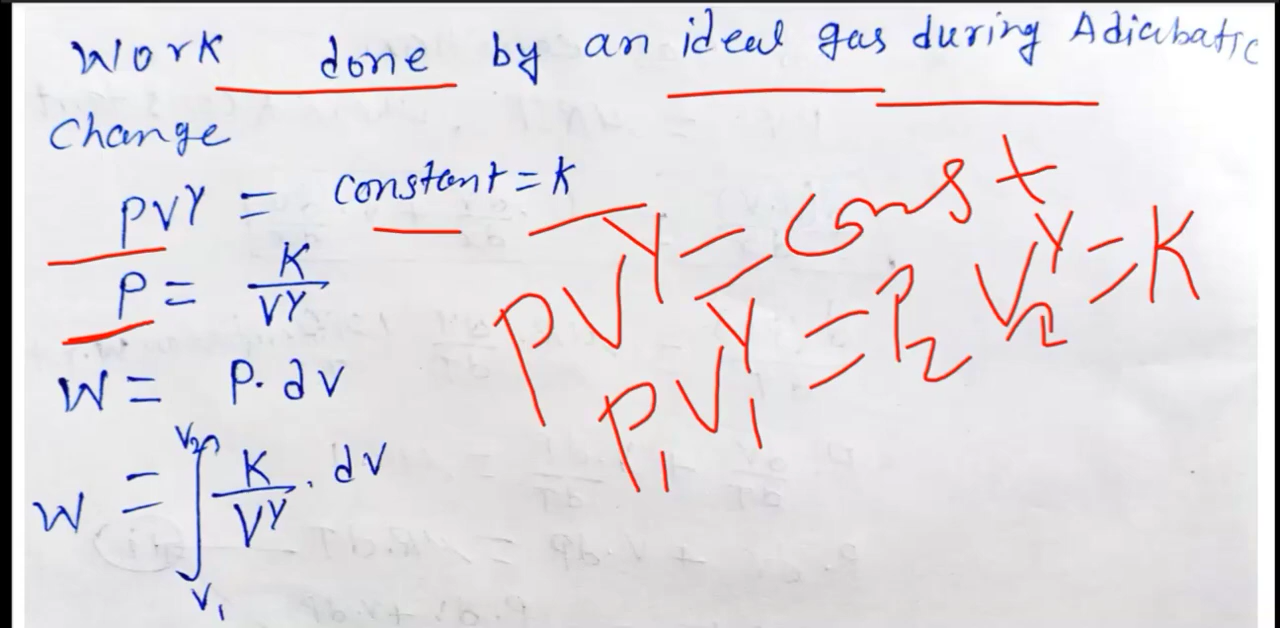 Work done by an ideal gas during Adiabatic
Change
PVᵞ = constant = K
P = K/Vᵞ
W = P. dv
W = ∫ᵥ₁ⱽ² K/Vᵞ . dv
PVᵞ = Const
P₁V₁ᵞ = P₂V₂ᵞ = K